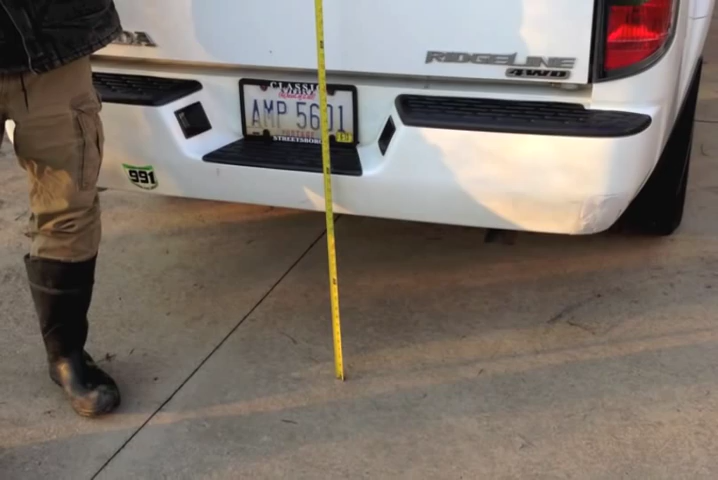 DA
RIDGELINE
4WD
CLASSIC
AMP 5601
STREETSBORO
991